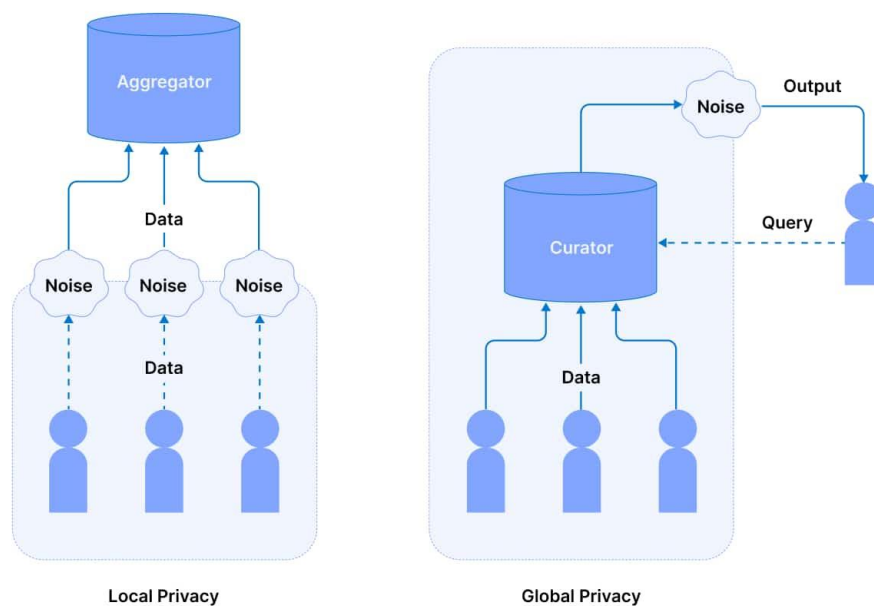 Aggregator
Data
Noise
Noise
Noise
Data
Local Privacy
Noise
Output
Query
Curator
Data
Global Privacy